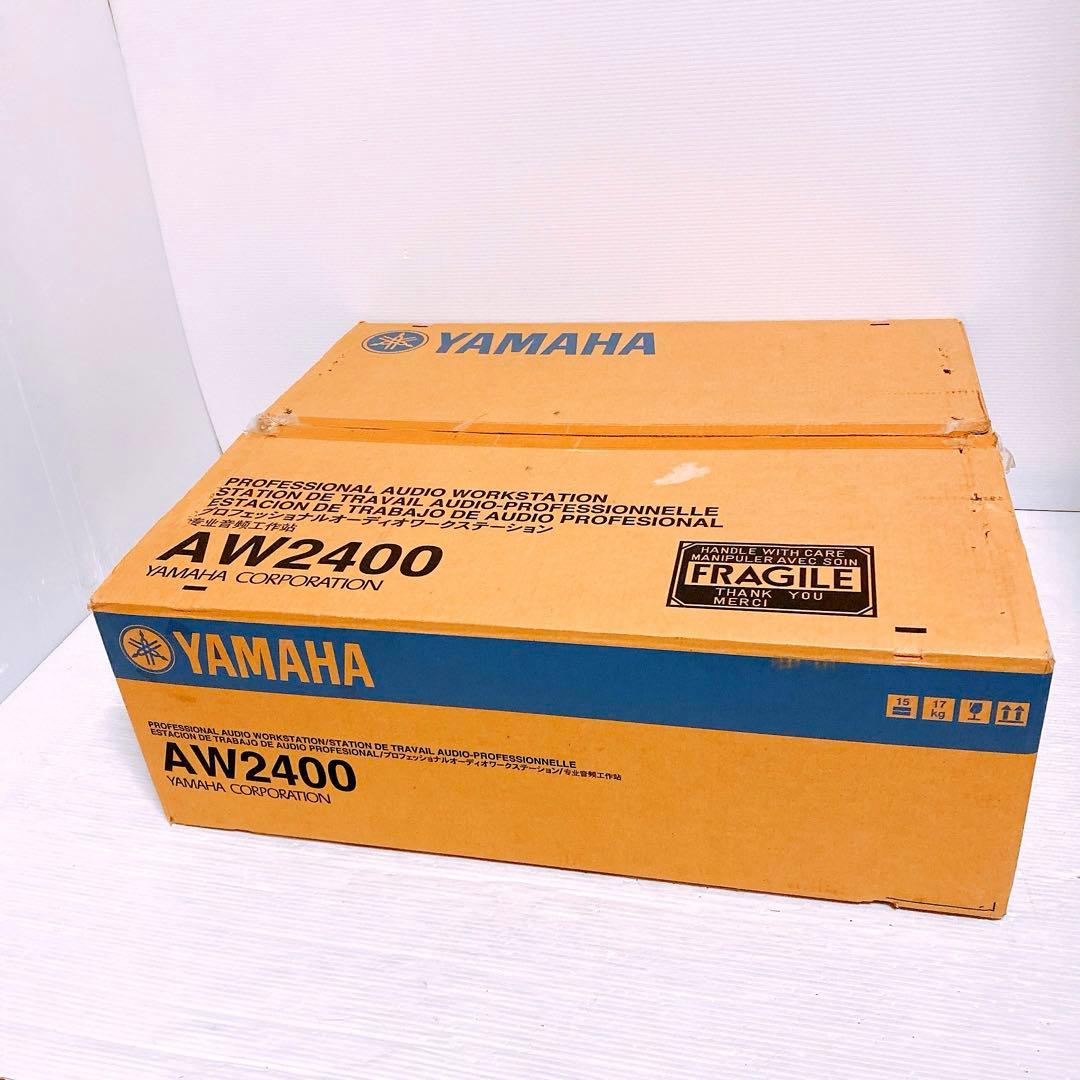 YAMAHA
PROFESSIONAL AUDIO WORKSTATION
STATION DE TRAVAIL AUDIO-PROFESSIONNELLE
ESTACION DE TRABAJO DE AUDIO PROFESIONAL
プロフェッショナルオーディオワークステーション
专业音频工作站
AW2400
YAMAHA CORPORATION
HANDLE WITH CARE
MANIPULER AVEC SOIN
FRAGILE
THANK YOU
MERCI
YAMAHA
15
17
kg
PROFESSIONAL AUDIO WORKSTATION/STATION DE TRAVAIL AUDIO-PROFESSIONNELLE
ESTACION DE TRABAJO DE AUDIO PROFESIONAL/プロフェッショナルオーディオワークステーション/专业音频工作站
AW2400
YAMAHA CORPORATION